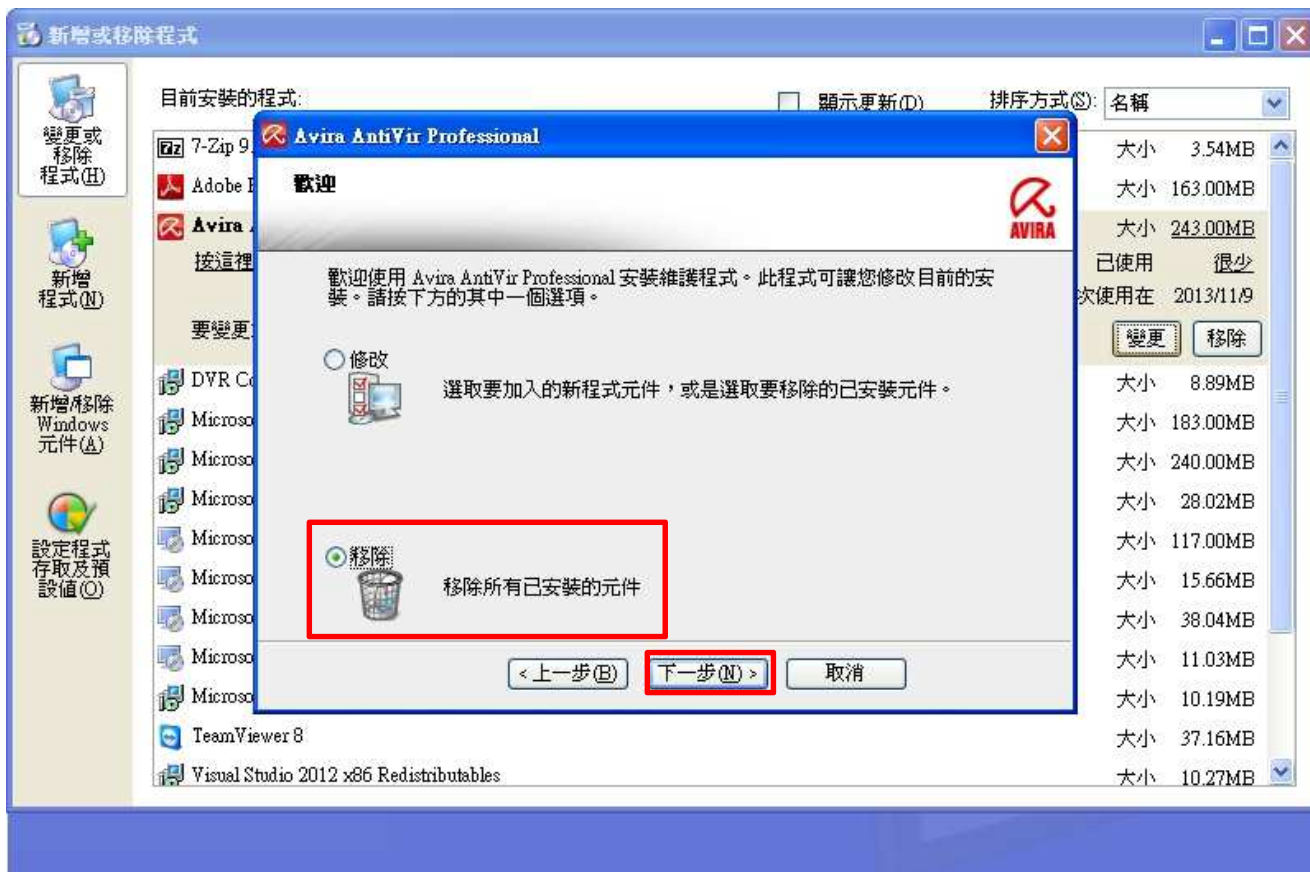 新增或移除程式
變更或
移除
程式(H)
新增
程式(N)
新增/移除
Windows
元件(A)
設定程式
存取及預
設值(O)
目前安裝的程式:
顯示更新(D)
排序方式(S): 名稱
7-Zip 9
大小 3.54MB
Adobe
大小 163.00MB
Avira
大小 243.00MB
按這裡
已使用 很少
次使用在 2013/11/9
要變更
變更 移除
DVR
大小 8.89MB
Microso
大小 183.00MB
Microso
大小 240.00MB
Microso
大小 28.02MB
Microso
大小 117.00MB
Microso
大小 15.66MB
Microso
大小 38.04MB
Microso
大小 11.03MB
Microso
大小 10.19MB
TeamViewer 8
大小 37.16MB
Visual Studio 2012 x86 Redistributables
大小 10.27MB
Avira AntiVir Professional
歡迎
AVIRA
歡迎使用 Avira AntiVir Professional 安裝維護程式。此程式可讓您修改目前的安
裝。請按下方的其中一個選項。
修改
選取要加入的新程式元件，或是選取要移除的已安裝元件。
移除
移除所有已安裝的元件
<上一步(B) 下一步(N)> 取消